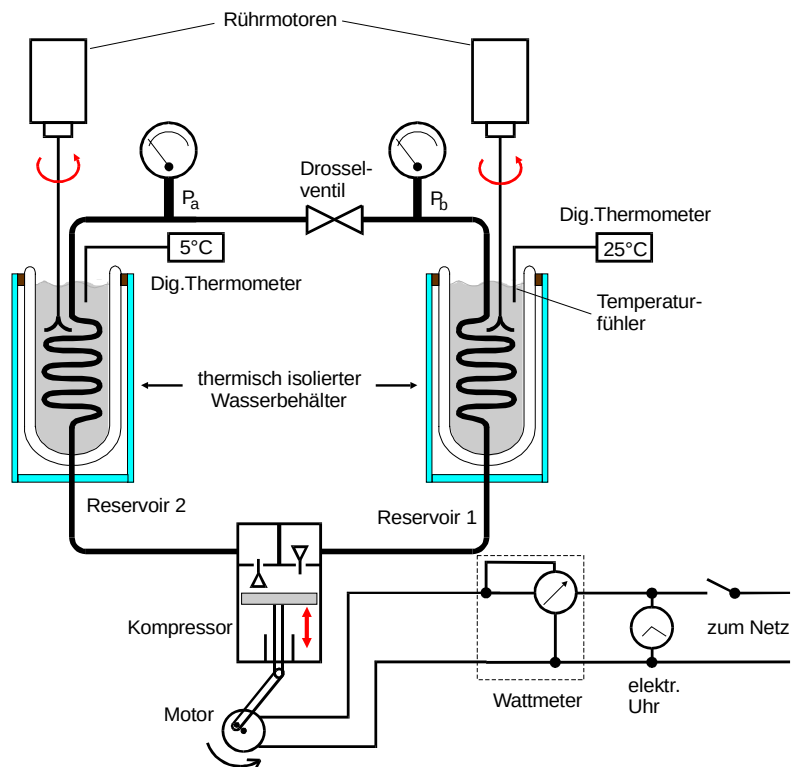 Rührmotoren
Drossel-
ventil
Pa
Pb
Dig.Thermometer
5°C
25°C
Dig.Thermometer
Temperatur-
fühler
thermisch isolierter
Wasserbehälter
Reservoir 2
Reservoir 1
Kompressor
zum Netz
Motor
Wattmeter
elektr.
Uhr